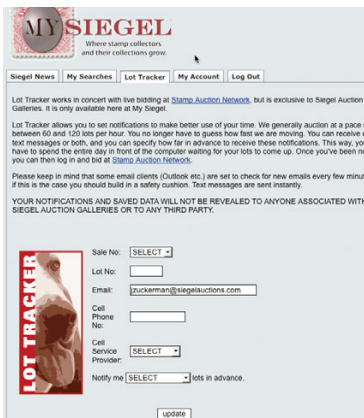 MY SIEGEL
Where stamp collectors
and their collections grow.
Siegel News My Searches Lot Tracker My Account Log Out
Lot Tracker works in concert with live bidding at Stamp Auction Network, but is exclusive to Siegel Auction
Galleries. It is only available here at My Siegel.
Lot Tracker allows you to set notifications to make better use of your time. We generally auction at a pace
between 60 and 120 lots per hour. You no longer have to guess how fast we are moving. You can receive
text messages or both, and you can specify how far in advance to receive these notifications. This way, you
have to spend the entire day in front of the computer waiting for your lots to come up. Once you've been
you can then log in and bid at Stamp Auction Network.
Please keep in mind that some email clients (Outlook etc.) are set to check for new emails every few
if this is the case you should build in a safety cushion. Text messages are sent instantly.
YOUR NOTIFICATIONS AND SAVED DATA WILL NOT BE REVEALED TO ANYONE ASSOCIATED
SIEGEL AUCTION GALLERIES OR TO ANY THIRD PARTY.
LOT TRACKER
Sale No: SELECT
Lot No:
Email: jzuckerman@siegelauctions.com
Cell
Phone
No:
Cell
Service
Provider: SELECT
Notify me SELECT lots in advance.
update